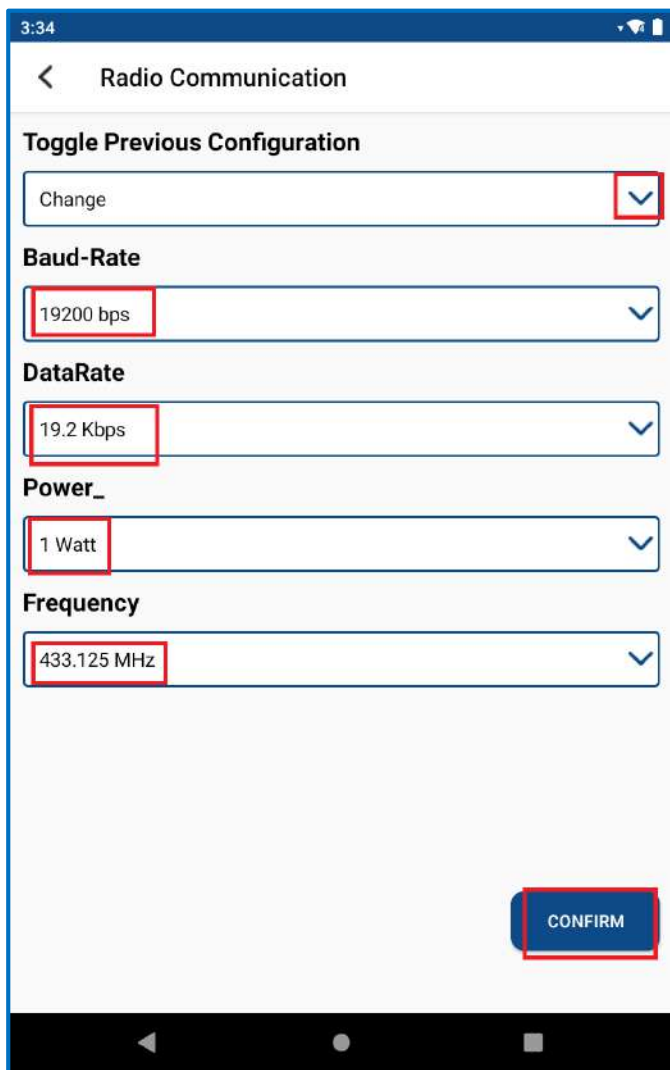 3:34
Radio Communication
Toggle Previous Configuration
Change
Baud-Rate
19200 bps
DataRate
19.2 Kbps
Power_
1 Watt
Frequency
433.125 MHz
CONFIRM